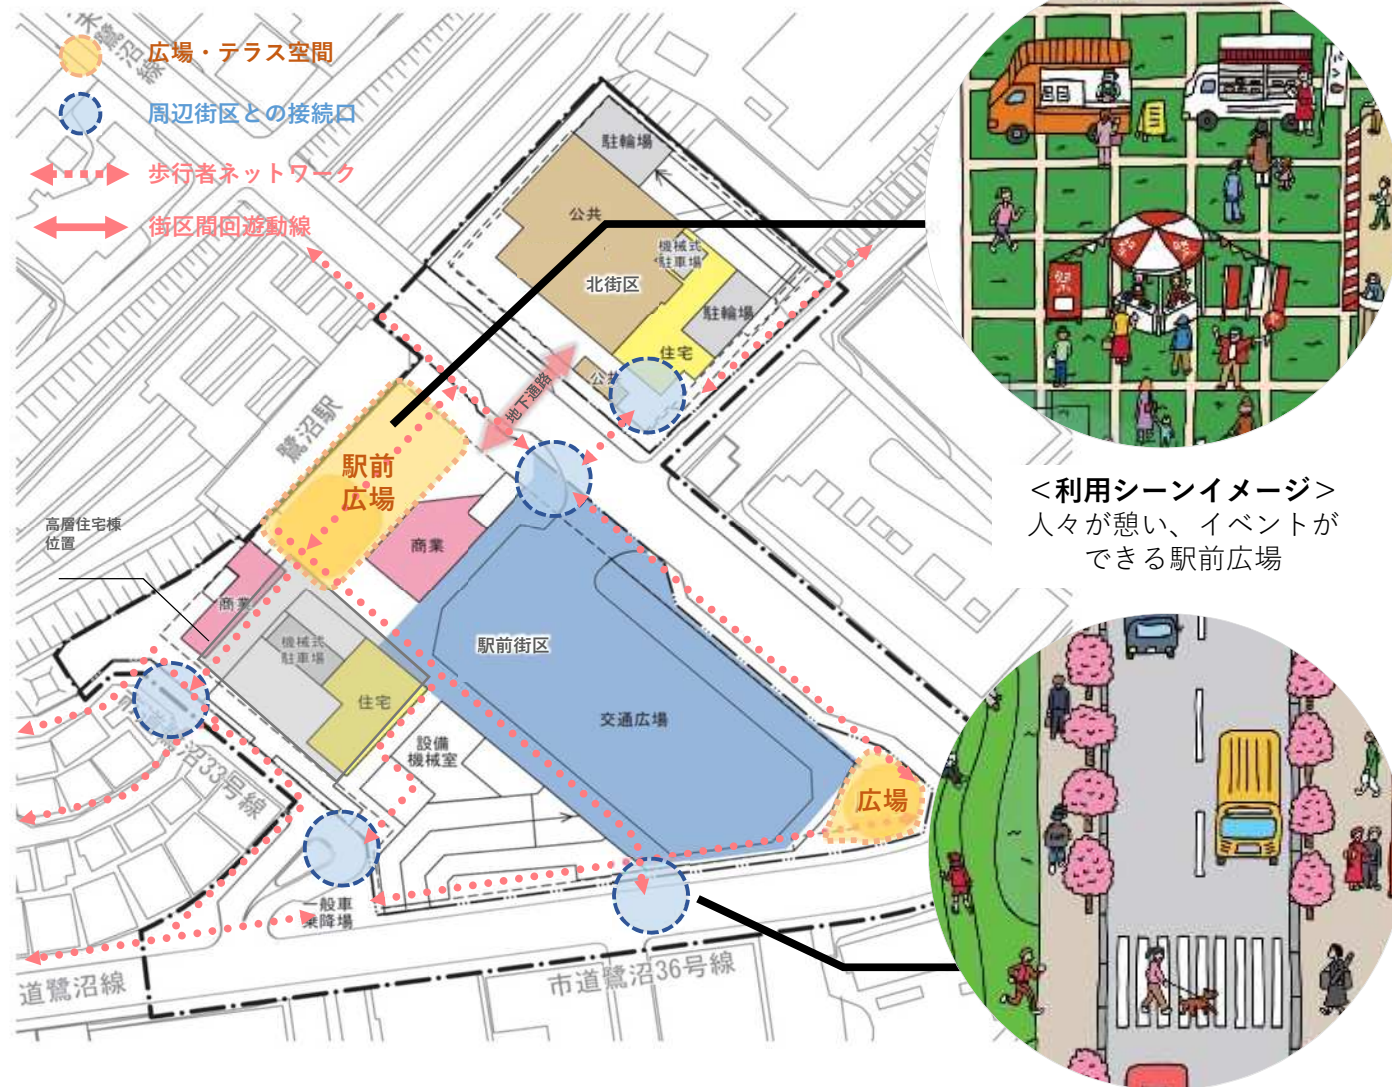 広場・テラス空間
周辺街区との接続口
歩行者ネットワーク
街区間回遊動線
鷺沼線
駐輪場
公共
機械式
駐車場
北街区
駐輪場
住宅
公共
地下通路
鷺沼駅
駅前
広場
高層住宅棟
位置
商業
商業
機械式
駐車場
住宅
駅前街区
交通広場
設備
機械室
広場
鷺沼33号線
一般車
乗降場
道鷺沼線
市道鷺沼36号線
＜利用シーンイメージ＞
人々が憩い、イベントが
できる駅前広場